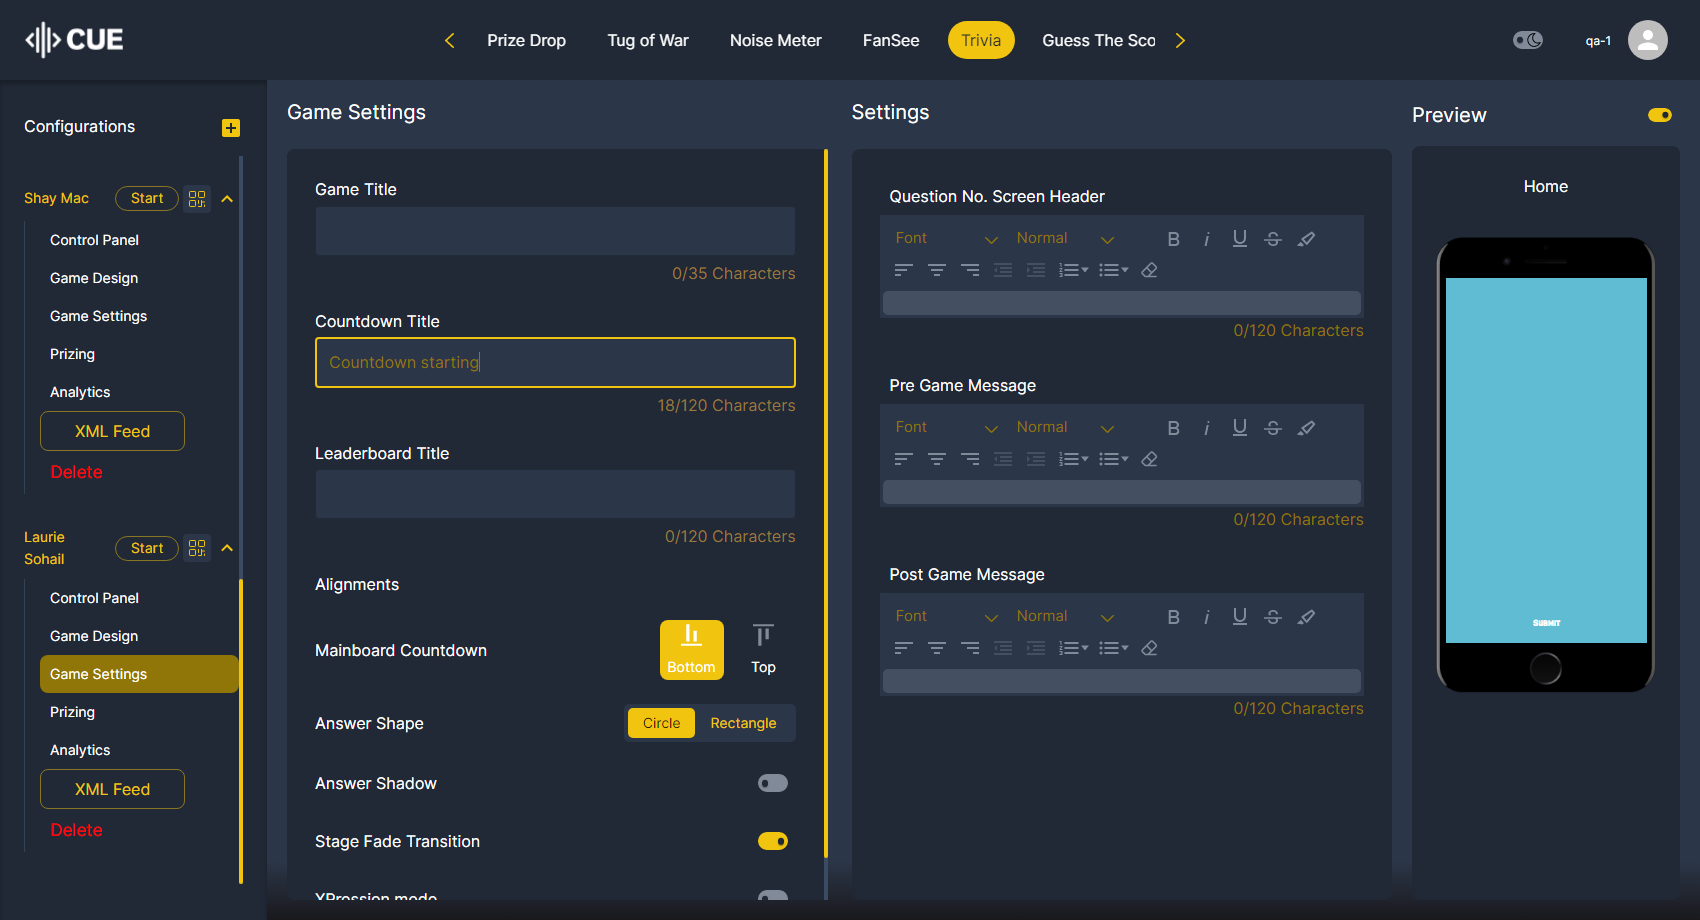 CUE
Prize Drop
Tug of War
Noise Meter
FanSee
Trivia
Guess The Sco
qa-1
Configurations
Shay Mac
Start
Control Panel
Game Design
Game Settings
Prizing
Analytics
XML Feed
Delete
Laurie
Sohail
Start
Control Panel
Game Design
Game Settings
Prizing
Analytics
XML Feed
Delete
Game Settings
Game Title
0/35 Characters
Countdown Title
Countdown starting
18/120 Characters
Leaderboard Title
0/120 Characters
Alignments
Mainboard Countdown
Bottom
Top
Answer Shape
Circle
Rectangle
Answer Shadow
Stage Fade Transition
XPression mode
Settings
Question No. Screen Header
Font
Normal
B i U S
0/120 Characters
Pre Game Message
Font
Normal
B i U S
0/120 Characters
Post Game Message
Font
Normal
B i U S
0/120 Characters
Preview
Home
SUBMIT